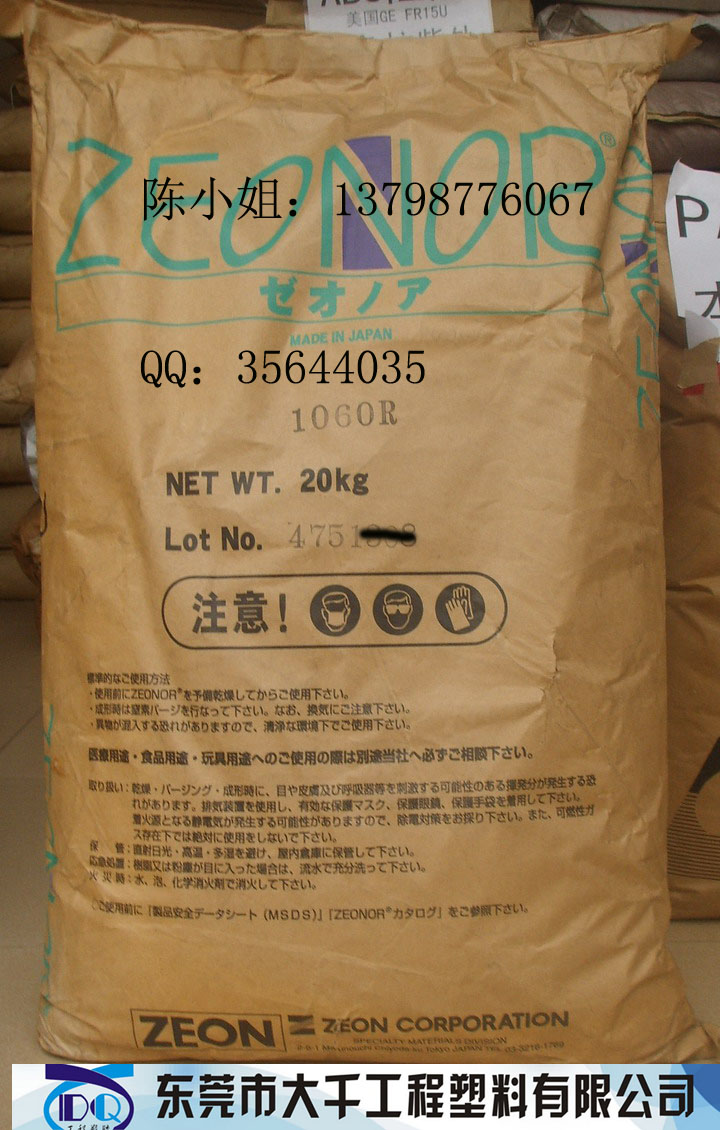 美国GE FR15U
ZEONOR®
陈小姐：13798776067
ゼオノア
MADE IN JAPAN
QQ：35644035
1060R
NET WT. 20kg
Lot No. 4751
注意！
標準的なご使用方法
・使用前にZEONOR®を予備乾燥してからご使用下さい。
・成形時は窒素パージを行なって下さい。なお、換気にご注意下さい。
・異物が混入する恐れがありますので、清浄な環境下でご使用下さい。
医療用途・食品用途・玩具用途へのご使用の際は別途当社へ必ずご相談下さい。
取り扱い：乾燥・パージング・成形時に、目や皮膚及び呼吸器等を刺激する可能性のある揮発分が発生する恐
れがあります。排気装置を使用し、有効な保護マスク、保護眼鏡、保護手袋を着用して下さい。
着火源となる静電気が発生する可能性がありますので、除電対策をお採り下さい。また、可燃性ガ
ス存在下では絶対に使用をしないで下さい。
保　管：直射日光・高温・多湿を避け、屋内倉庫に保管して下さい。
応急処置：樹脂又は粉塵が目に入った場合は、流水で充分洗って下さい。
火災時：水、泡、化学消火剤で消火して下さい。
ご使用前に「製品安全データシート（MSDS）」「ZEONOR®カタログ」をご参照下さい。
ZEON ZEON CORPORATION
SPECIALTY MATERIALS DIVISION
Tokyo JAPAN TEL 03-3216-1769
DQ 东莞市大千工程塑料有限公司